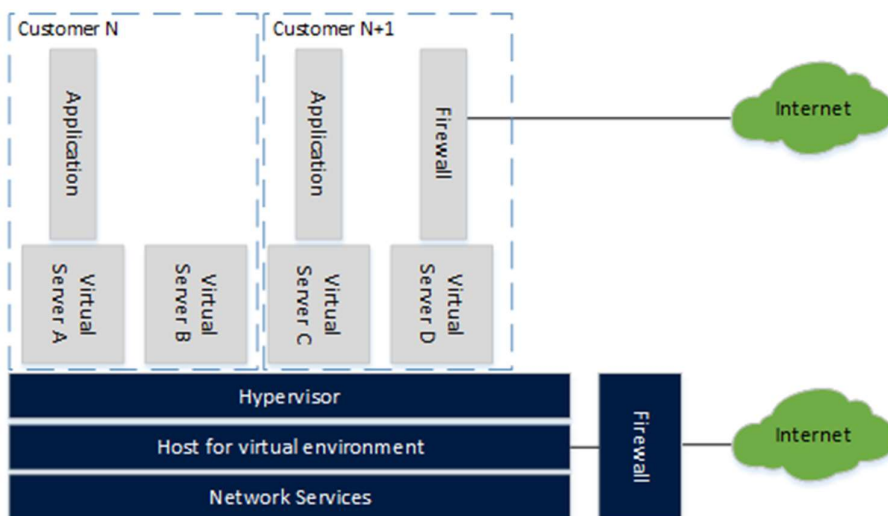 Customer N
Customer N+1
Application
Application
Firewall
Internet
Virtual
Server A
Virtual
Server B
Virtual
Server C
Virtual
Server D
Hypervisor
Host for virtual environment
Network Services
Firewall
Internet